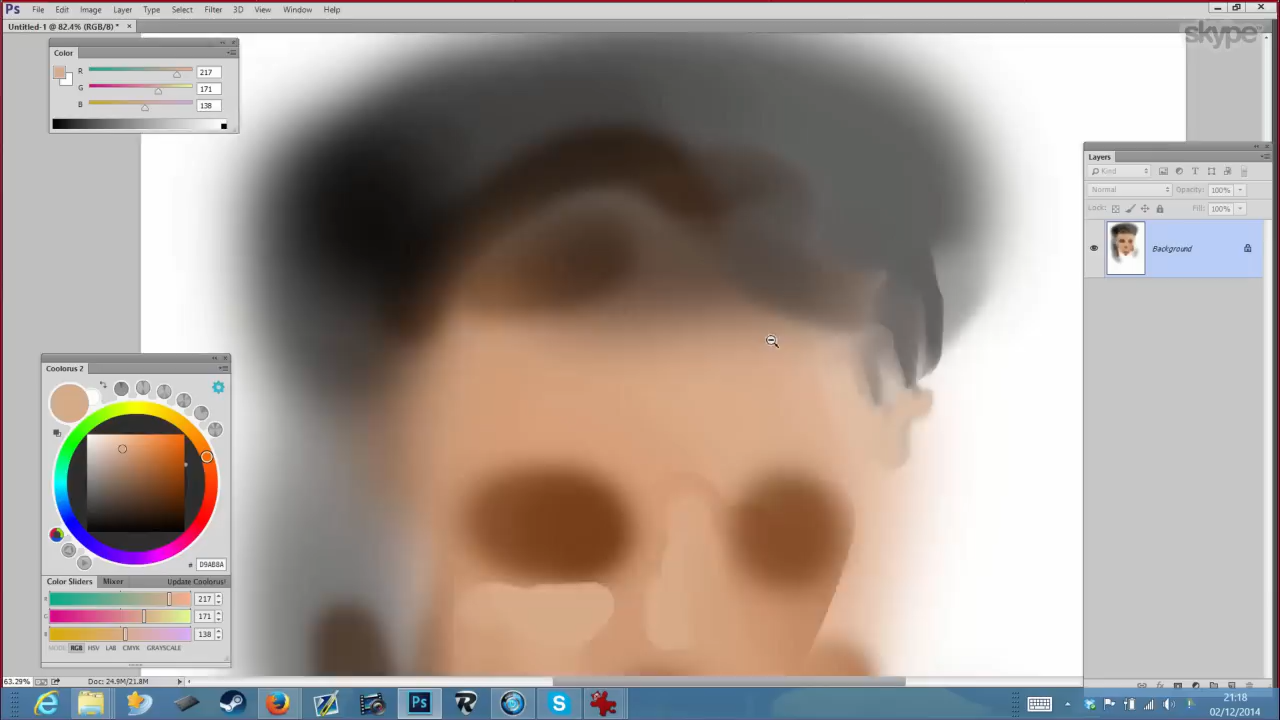 Ps File Edit Image Layer Type Select Filter 3D View Window Help
Untitled-1 @ 82.4% (RGB/8) *
skype
Color
R 217
G 171
B 138
Layers
Kind
Normal Opacity: 100%
Lock: Fill: 100%
Background
Coolorus 2
# D9AB8A
Color Sliders Mixer Update Coolorus!
217
171
138
MODE RGB HSV LAB CMYK GRAYSCALE
63.29% Doc: 24.9M/21.8M
Ps
21:18
02/12/2014